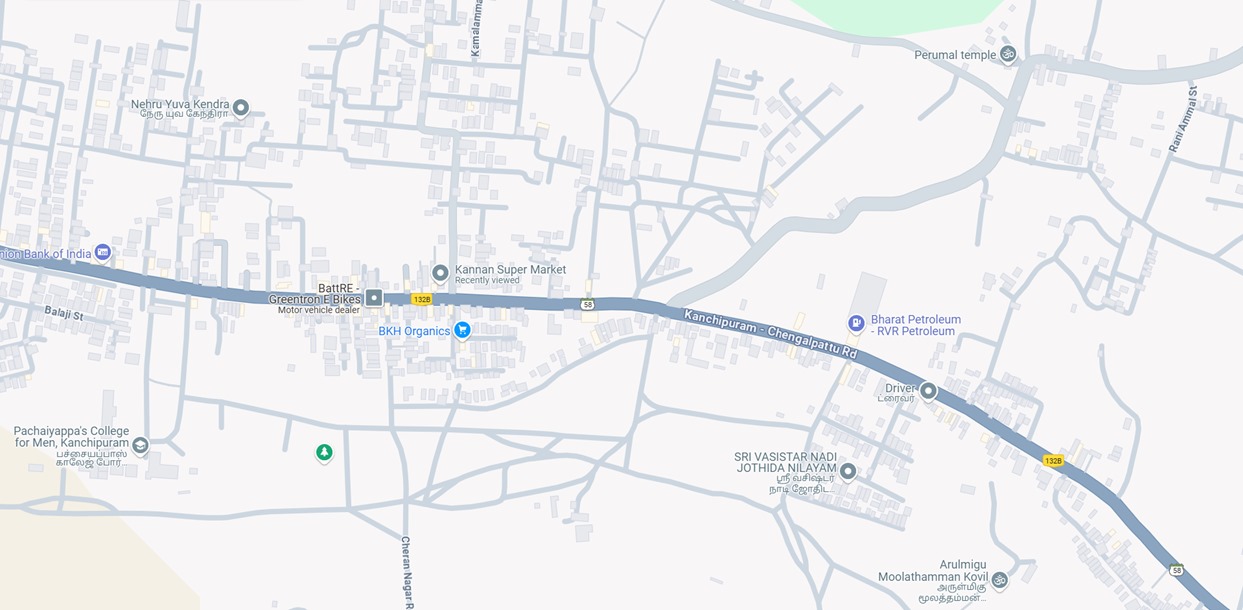 Kamalamma
Perumal temple
Nehru Yuva Kendra
நேரு யுவ கேந்திரா
Rani Ammal St
nion Bank of India
Kannan Super Market
Recently viewed
BattRE -
Greentron E Bikes
Motor vehicle dealer
132B
58
Balaji St
BKH Organics
Kanchipuram - Chengalpattu Rd
Bharat Petroleum
- RVR Petroleum
Driver
ட்ரைவர்
Pachaiyappa's College
for Men, Kanchipuram
பச்சையப்பாஸ்
காலேஜ் போர்...
SRI VASISTAR NADI
JOTHIDA NILAYAM
ஸ்ரீ வசிஷ்டர்
நாடி ஜோதிட...
132B
Cheran Nagar R
Arulmigu
Moolathamman Kovil
அருள்மிகு
மூலத்தம்மன்...
58